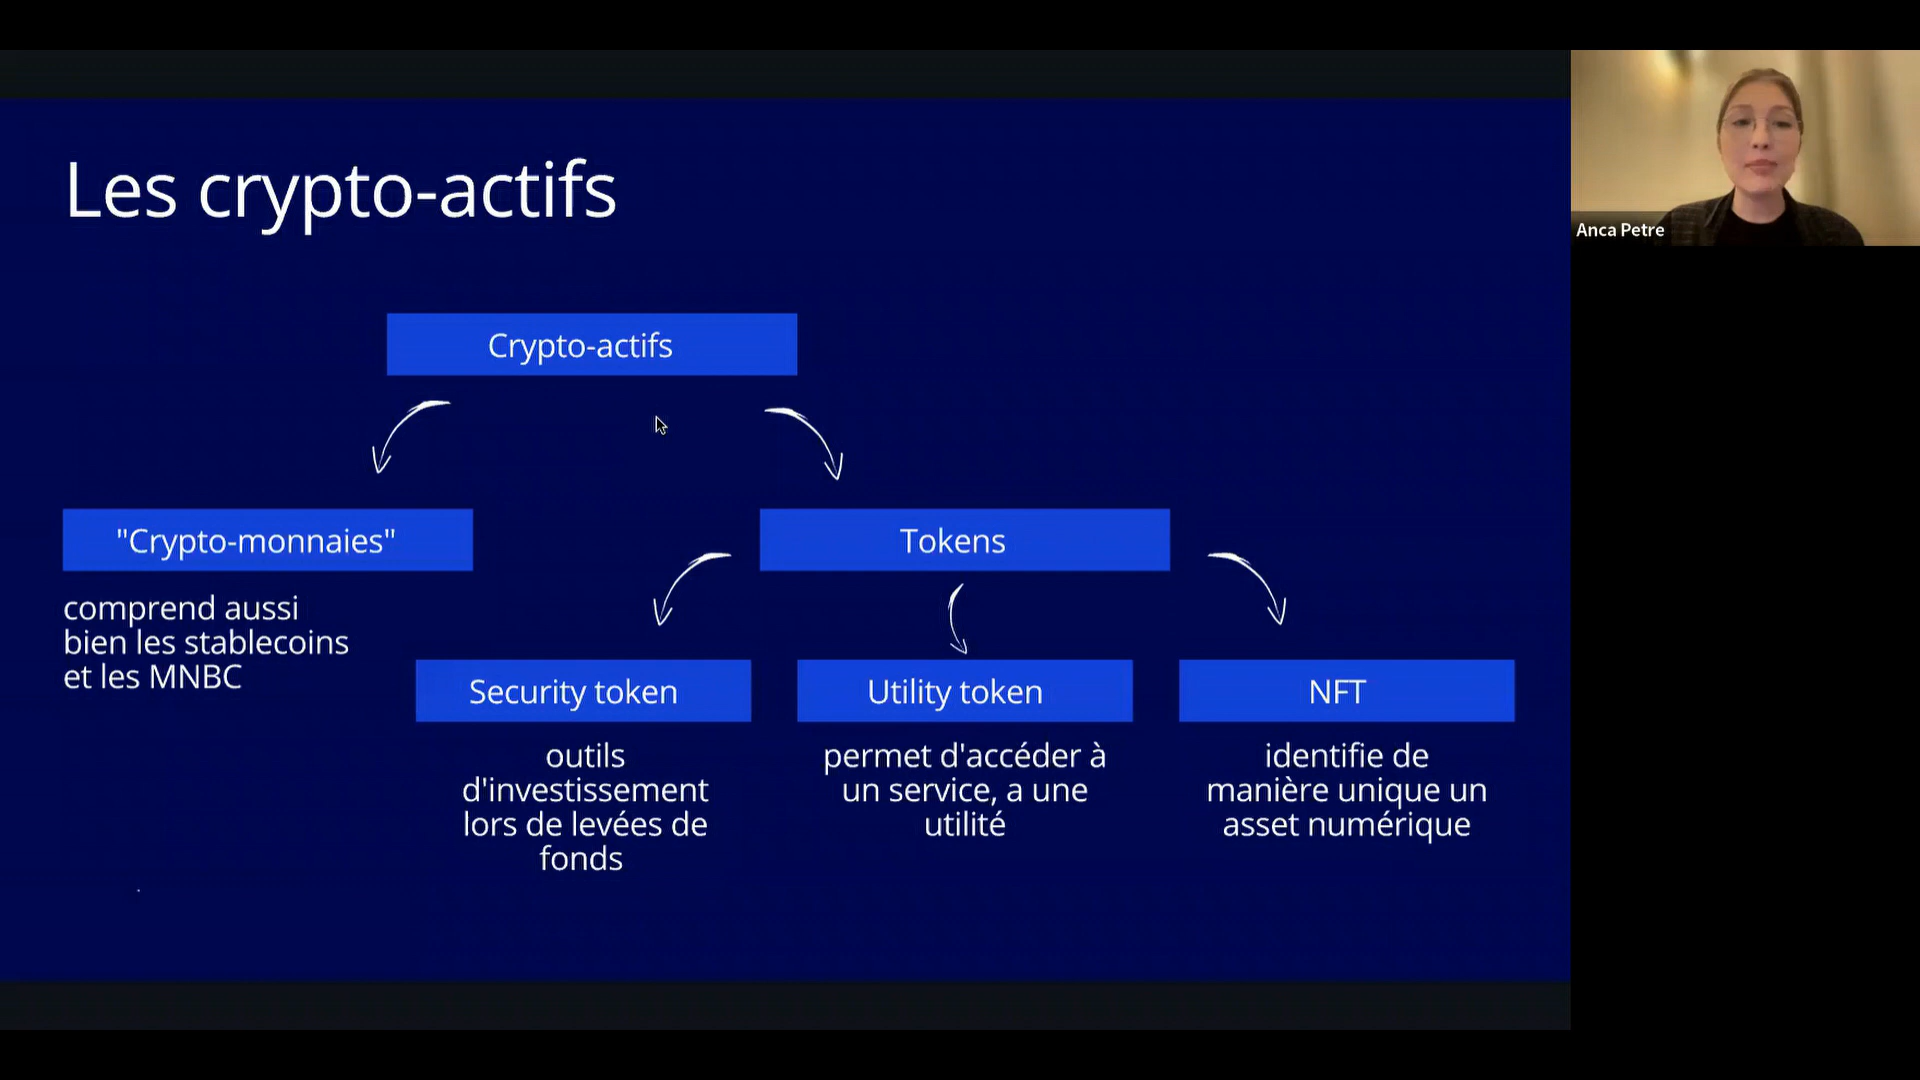 Les crypto-actifs
Anca Petre
Crypto-actifs
"Crypto-monnaies"
comprend aussi
bien les stablecoins
et les MNBC
Tokens
Security token
outils
d'investissement
lors de levées de
fonds
Utility token
permet d'accéder à
un service, a une
utilité
NFT
identifie de
manière unique un
asset numérique